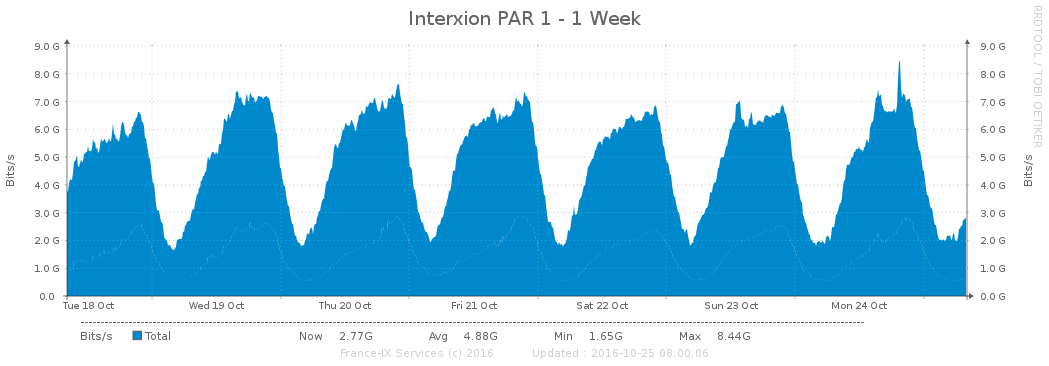 Interxion PAR 1 - 1 Week
RRDTOOL / TOBI OETIKER
Bits/s
Bits/s
9.0 G 9.0 G
8.0 G 8.0 G
7.0 G 7.0 G
6.0 G 6.0 G
5.0 G 5.0 G
4.0 G 4.0 G
3.0 G 3.0 G
2.0 G 2.0 G
1.0 G 1.0 G
0.0 0.0 G
Tue 18 Oct Wed 19 Oct Thu 20 Oct Fri 21 Oct Sat 22 Oct Sun 23 Oct Mon 24 Oct
Bits/s Total Now 2.77G Avg 4.88G Min 1.65G Max 8.44G
France-IX Services (c) 2016 Updated : 2016-10-25 08:00:06